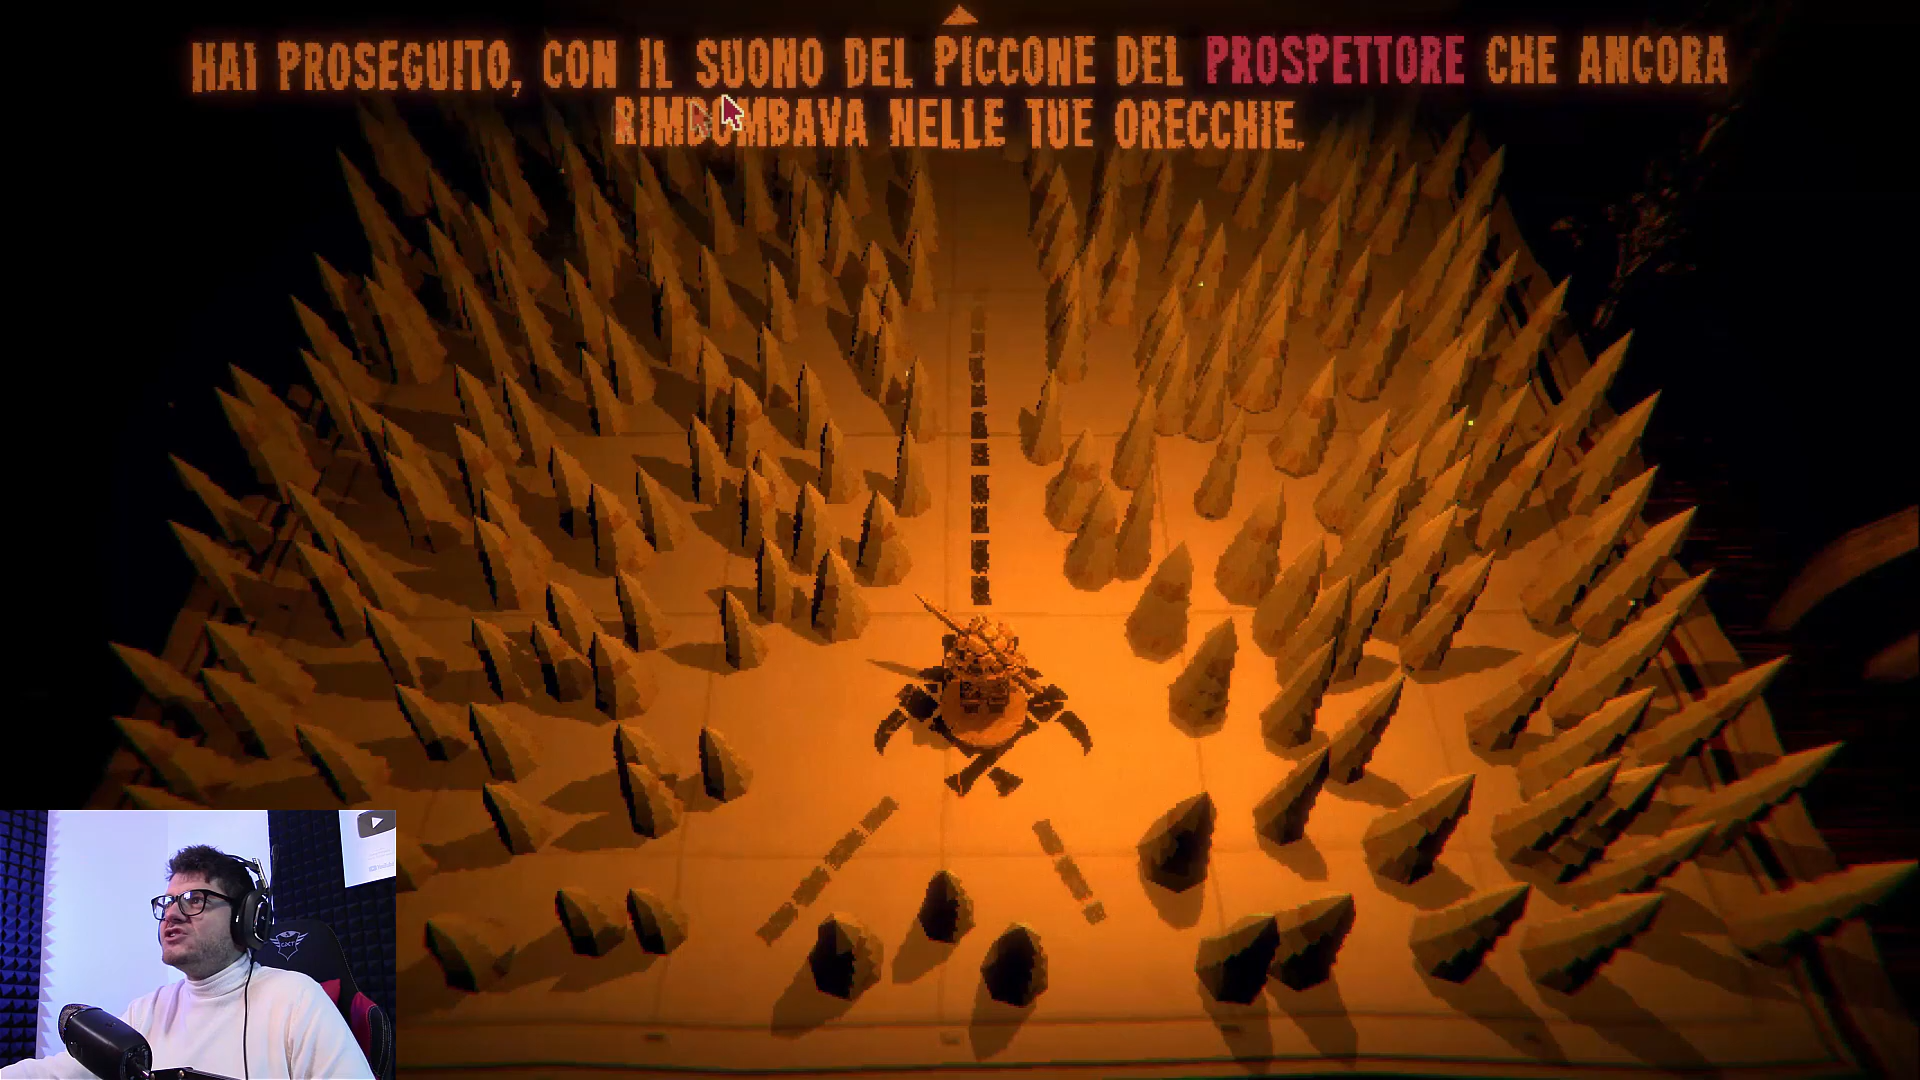 HAI PROSEGUITO, CON IL SUONO DEL PICCONE DEL PROSPETTORE CHE ANCORA
RIMBOMBAVA NELLE TUE ORECCHIE.